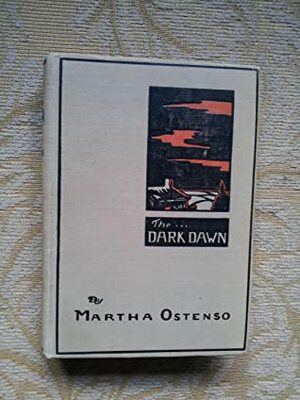 The...
DARK DAWN
By
MARTHA OSTENSO